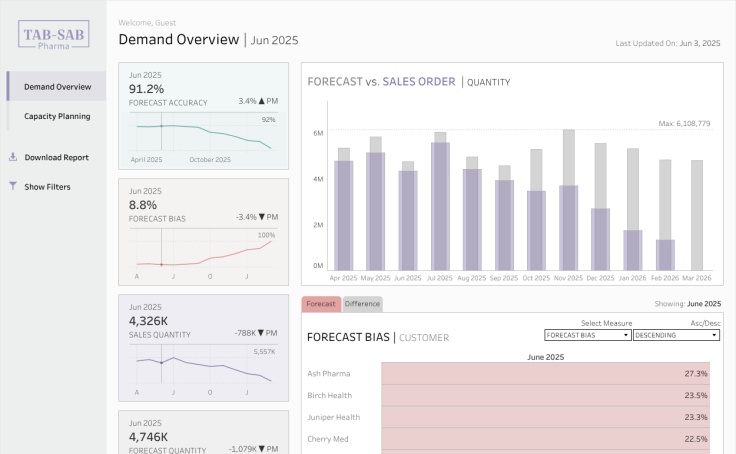 TAB-SAB
Pharma
Demand Overview
Capacity Planning
Download Report
Show Filters
Welcome, Guest
Demand Overview | Jun 2025
Last Updated On: Jun 3, 2025
Jun 2025
91.2%
FORECAST ACCURACY
3.4% ▲ PM
92%
April 2025
October 2025
Jun 2025
8.8%
FORECAST BIAS
-3.4% ▼ PM
100%
A J O J
Jun 2025
4,326K
SALES QUANTITY
-788K ▼ PM
5,557K
A J O J
Jun 2025
4,746K
FORECAST QUANTITY
-1,079K ▼ PM
FORECAST vs. SALES ORDER | QUANTITY
Max: 6,108,779
6M
4M
2M
0M
Apr 2025 May 2025 Jun 2025 Jul 2025 Aug 2025 Sep 2025 Oct 2025 Nov 2025 Dec 2025 Jan 2026 Feb 2026 Mar 2026
Forecast
Difference
Showing: June 2025
FORECAST BIAS | CUSTOMER
Select Measure
FORECAST BIAS
Asc/Desc
DESCENDING
June 2025
Ash Pharma 27.3%
Birch Health 23.5%
Juniper Health 23.3%
Cherry Med 22.5%